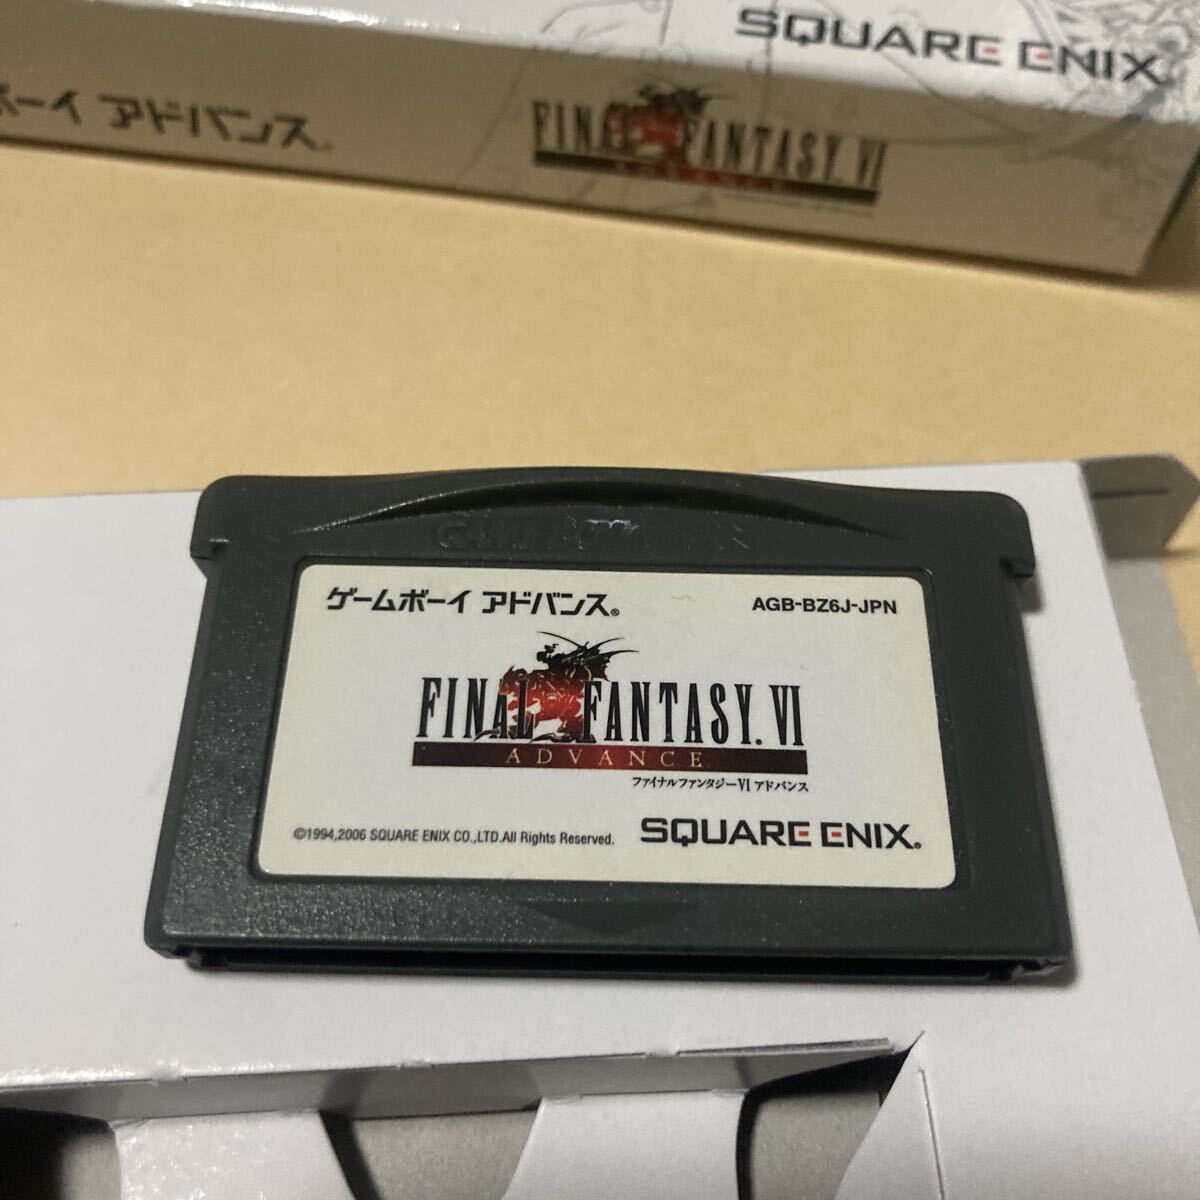 SQUARE ENIX
ボーイ アドバンス®
FINAL FANTASY. VI
ADVANCE
GAME BOY
ゲームボーイ アドバンス®
AGB-BZ6J-JPN
FINAL FANTASY. VI
ADVANCE
ファイナルファンタジーVI アドバンス
©1994,2006 SQUARE ENIX CO.,LTD.All Rights Reserved.
SQUARE ENIX®